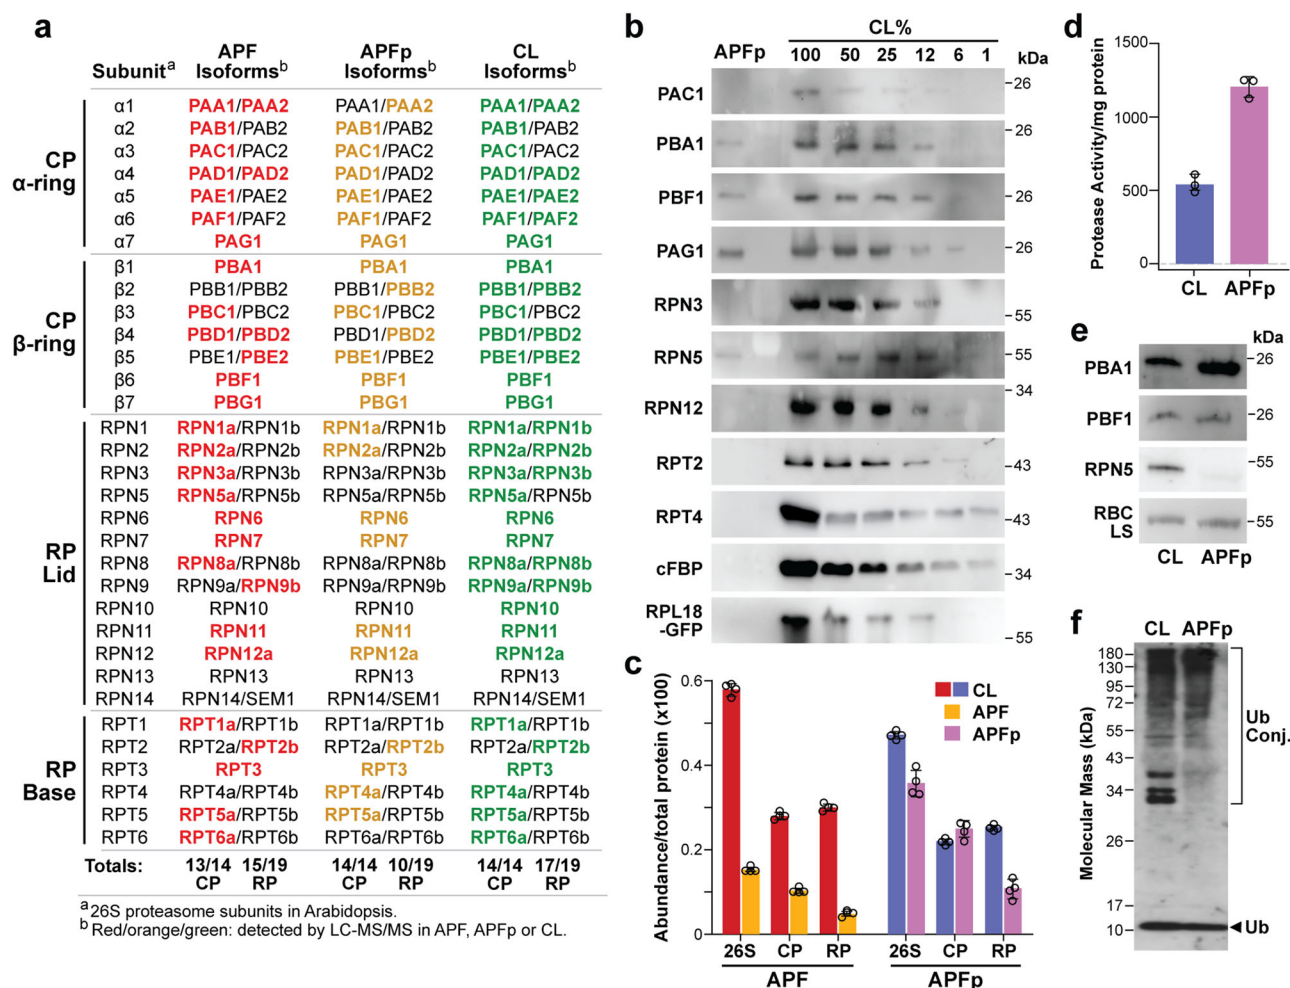 a
APF APFp CL
Subunit^a Isoforms^b Isoforms^b Isoforms^b
CP
α-ring
α1 PAA1/PAA2 PAA1/PAA2 PAA1/PAA2
α2 PAB1/PAB2 PAB1/PAB2 PAB1/PAB2
α3 PAC1/PAC2 PAC1/PAC2 PAC1/PAC2
α4 PAD1/PAD2 PAD1/PAD2 PAD1/PAD2
α5 PAE1/PAE2 PAE1/PAE2 PAE1/PAE2
α6 PAF1/PAF2 PAF1/PAF2 PAF1/PAF2
α7 PAG1 PAG1 PAG1
CP
β-ring
β1 PBA1 PBA1 PBA1
β2 PBB1/PBB2 PBB1/PBB2 PBB1/PBB2
β3 PBC1/PBC2 PBC1/PBC2 PBC1/PBC2
β4 PBD1/PBD2 PBD1/PBD2 PBD1/PBD2
β5 PBE1/PBE2 PBE1/PBE2 PBE1/PBE2
β6 PBF1 PBF1 PBF1
β7 PBG1 PBG1 PBG1
RP
Lid
RPN1 RPN1a/RPN1b RPN1a/RPN1b RPN1a/RPN1b
RPN2 RPN2a/RPN2b RPN2a/RPN2b RPN2a/RPN2b
RPN3 RPN3a/RPN3b RPN3a/RPN3b RPN3a/RPN3b
RPN5 RPN5a/RPN5b RPN5a/RPN5b RPN5a/RPN5b
RPN6 RPN6 RPN6 RPN6
RPN7 RPN7 RPN7 RPN7
RPN8 RPN8a/RPN8b RPN8a/RPN8b RPN8a/RPN8b
RPN9 RPN9a/RPN9b RPN9a/RPN9b RPN9a/RPN9b
RPN10 RPN10 RPN10 RPN10
RPN11 RPN11 RPN11 RPN11
RPN12 RPN12a RPN12a RPN12a
RPN13 RPN13 RPN13 RPN13
RPN14 RPN14/SEM1 RPN14/SEM1 RPN14/SEM1
RP
Base
RPT1 RPT1a/RPT1b RPT1a/RPT1b RPT1a/RPT1b
RPT2 RPT2a/RPT2b RPT2a/RPT2b RPT2a/RPT2b
RPT3 RPT3 RPT3 RPT3
RPT4 RPT4a/RPT4b RPT4a/RPT4b RPT4a/RPT4b
RPT5 RPT5a/RPT5b RPT5a/RPT5b RPT5a/RPT5b
RPT6 RPT6a/RPT6b RPT6a/RPT6b RPT6a/RPT6b
Totals: 13/14 15/19 14/14 10/19 14/14 17/19
CP RP CP RP CP RP
a 26S proteasome subunits in Arabidopsis.
b Red/orange/green: detected by LC-MS/MS in APF, APFp or CL.
b
CL%
APFp 100 50 25 12 6 1 kDa
PAC1 26
PBA1 26
PBF1 26
PAG1 26
RPN3 55
RPN5 55
RPN12 34
RPT2 43
RPT4 43
cFBP 34
RPL18
-GFP 55
c
Abundance/total protein (x100)
0.6
0.4
0.2
0
CL
APF
APFp
26S CP RP 26S CP RP
APF APFp
d
Protease Activity/mg protein
1500
1000
500
0
CL APFp
e
kDa
PBA1 26
PBF1 26
RPN5 55
RBC
LS 55
CL APFp
f
CL APFp
Molecular Mass (kDa)
180
130
95
72
55
43
34
26
17
10
Ub
Conj.
Ub